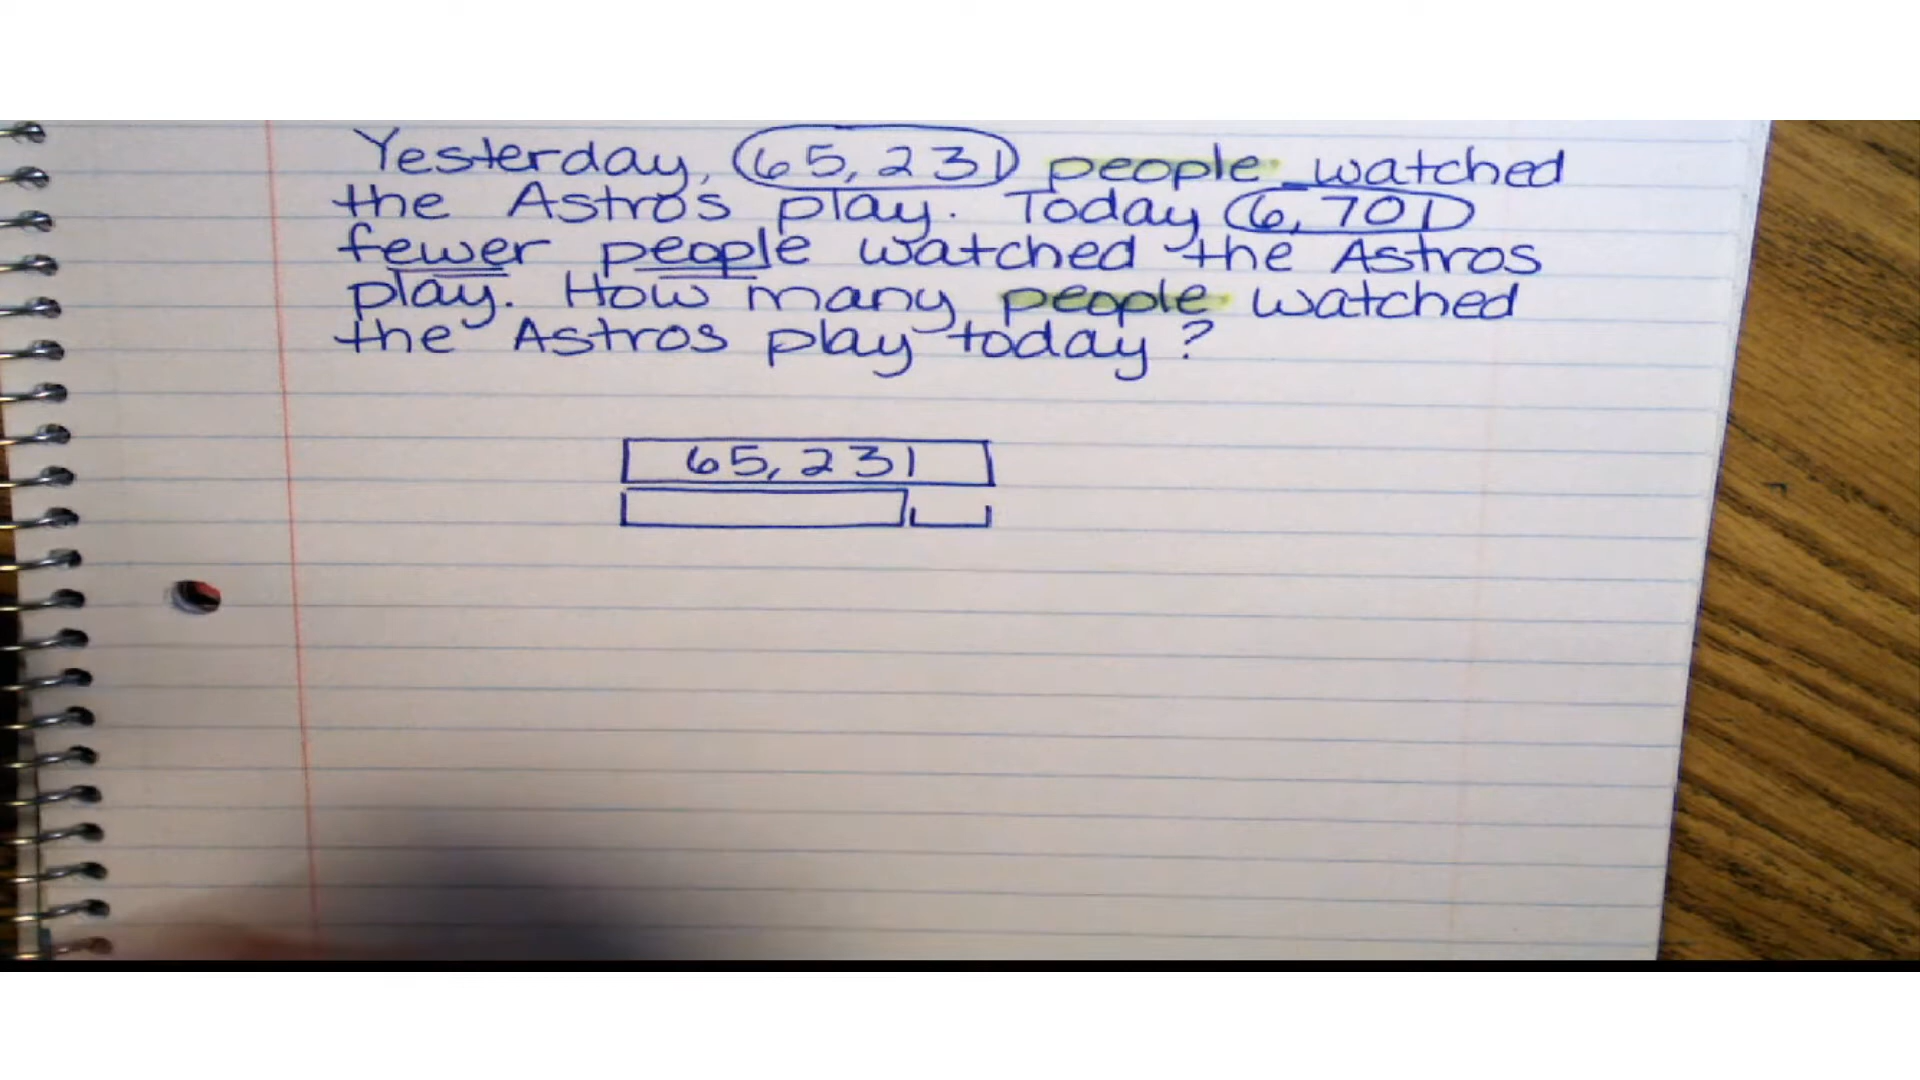 Yesterday, 65,231 people watched
the Astros play. Today 6,701
fewer people watched the Astros
play. How many people watched
the Astros play today?
65,231